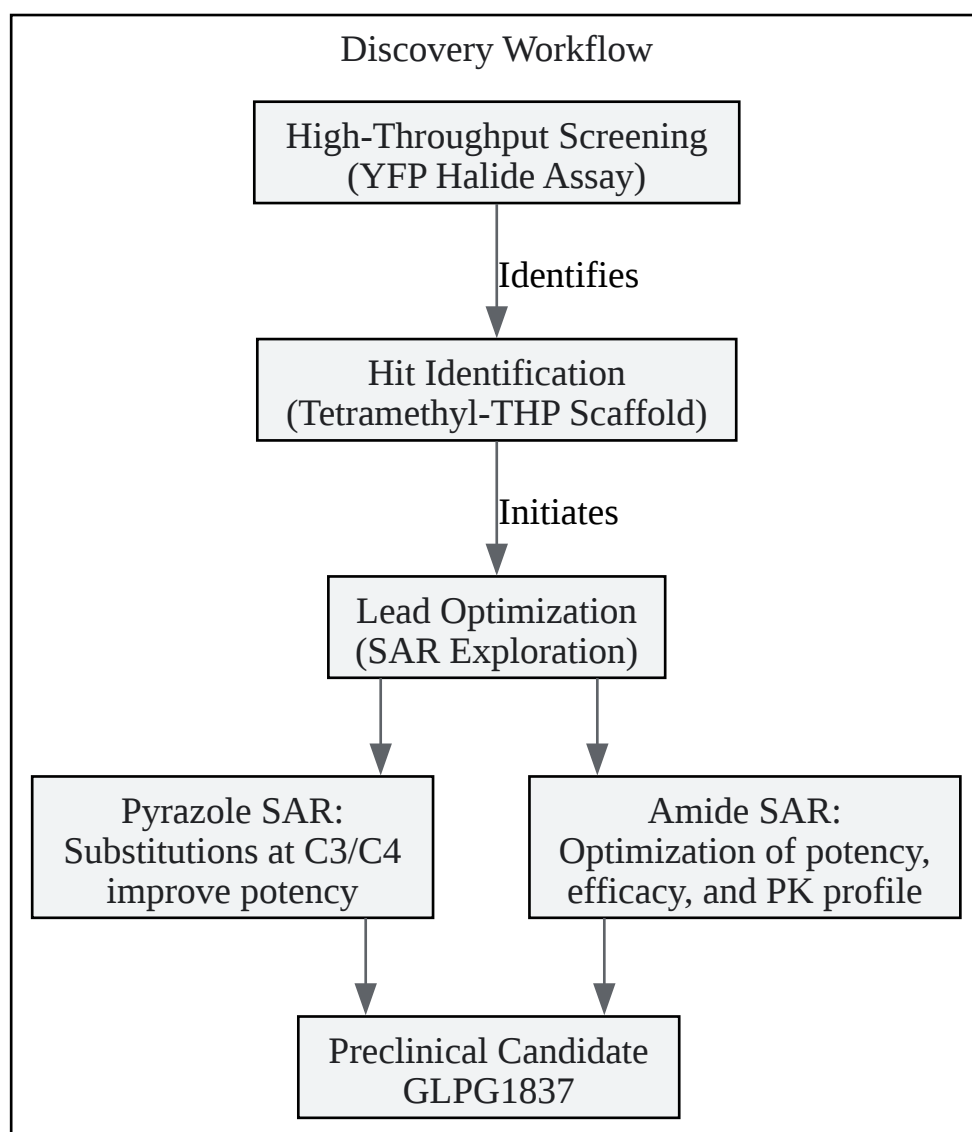 Discovery Workflow
High-Throughput Screening
(YFP Halide Assay)
Identifies
Hit Identification
(Tetramethyl-THP Scaffold)
Initiates
Lead Optimization
(SAR Exploration)
Pyrazole SAR:
Substitutions at C3/C4
improve potency
Amide SAR:
Optimization of potency,
efficacy, and PK profile
Preclinical Candidate
GLPG1837